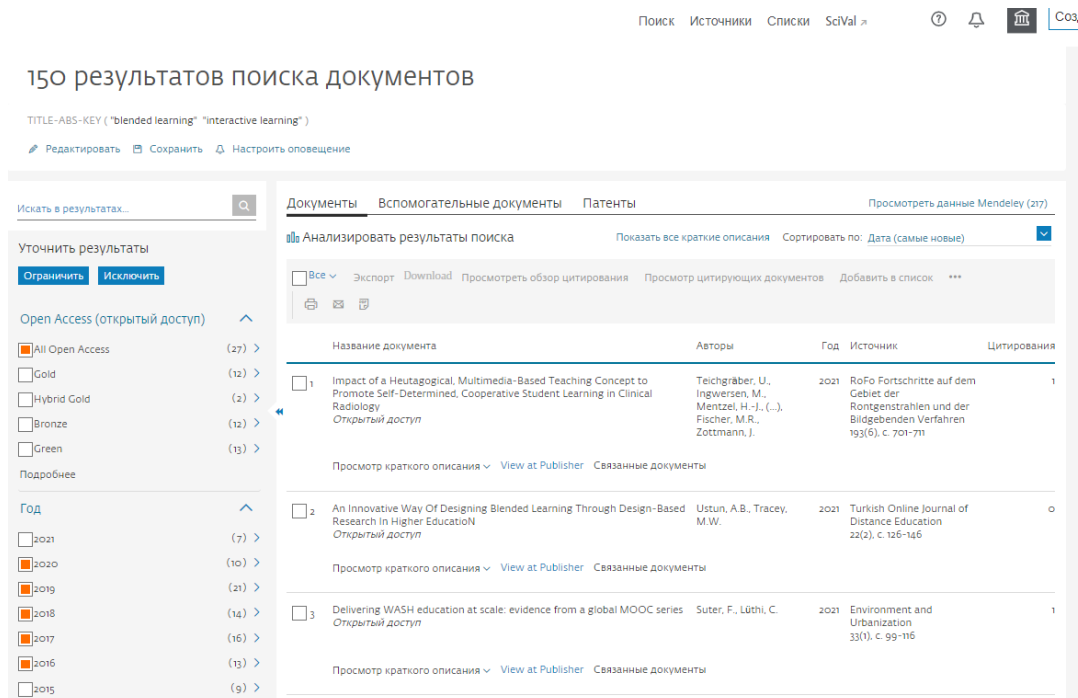 Поиск Источники Списки SciVal ↗ Соз
150 результатов поиска документов
TITLE-ABS-KEY ( "blended learning" "interactive learning" )
Редактировать Сохранить Настроить оповещение
Искать в результатах...
Уточнить результаты
Ограничить Исключить
Open Access (открытый доступ)
All Open Access (27)
Gold (12)
Hybrid Gold (2)
Bronze (12)
Green (13)
Подробнее
Год
2021 (7)
2020 (10)
2019 (21)
2018 (14)
2017 (16)
2016 (13)
2015 (9)
Документы Вспомогательные документы Патенты Просмотреть данные Mendeley (217)
Анализировать результаты поиска Показать все краткие описания Сортировать по: Дата (самые новые)
Все Экспорт Download Просмотреть обзор цитирования Просмотр цитирующих документов Добавить в список •••
Название документа Авторы Год Источник Цитирования
1 Impact of a Heutagogical, Multimedia-Based Teaching Concept to Teichgräber, U., 2021 RoFo Fortschritte auf dem 1
Promote Self-Determined, Cooperative Student Learning in Clinical Ingwersen, M., Gebiet der
Radiology Mentzel, H.-J., (...), Rontgenstrahlen und der
Открытый доступ Fischer, M.R., Bildgebenden Verfahren
Zottmann, J. 193(6), с. 701-711
Просмотр краткого описания View at Publisher Связанные документы
2 An Innovative Way Of Designing Blended Learning Through Design-Based Ustun, A.B., Tracey, 2021 Turkish Online Journal of 0
Research In Higher EducatioN M.W. Distance Education
Открытый доступ 22(2), с. 126-146
Просмотр краткого описания View at Publisher Связанные документы
3 Delivering WASH education at scale: evidence from a global MOOC series Suter, F., Lüthi, C. 2021 Environment and 1
Открытый доступ Urbanization
33(1), с. 99-116
Просмотр краткого описания View at Publisher Связанные документы